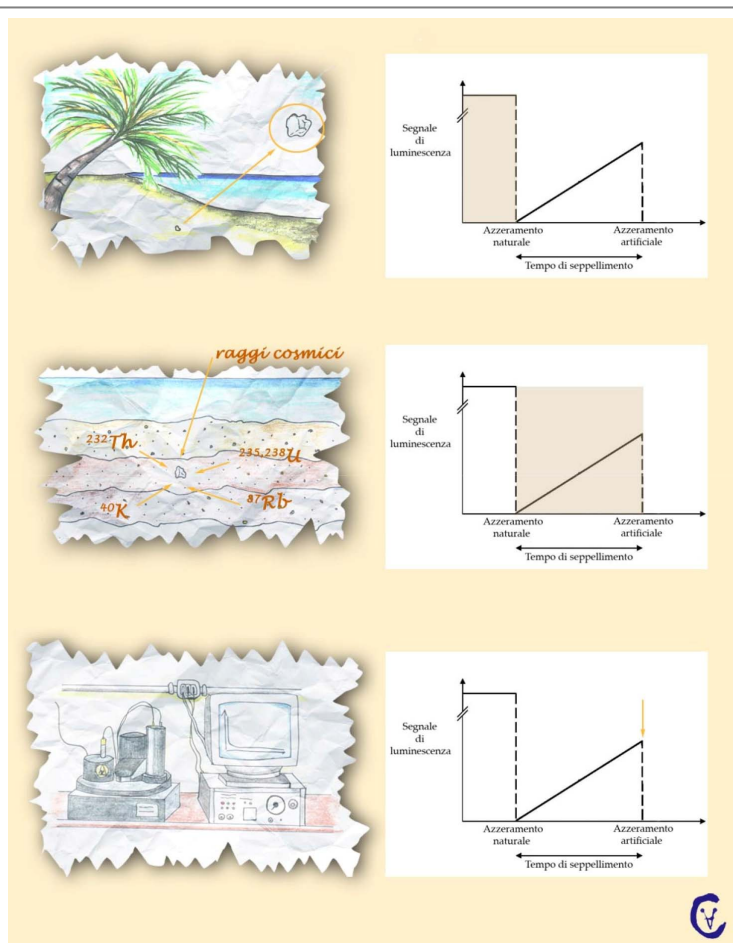 Segnale
di
luminescenza
Azzeramento
naturale
Azzeramento
artificiale
Tempo di seppellimento
raggi cosmici
232Th
235,238U
40K
87Rb
Segnale
di
luminescenza
Azzeramento
naturale
Azzeramento
artificiale
Tempo di seppellimento
Segnale
di
luminescenza
Azzeramento
naturale
Azzeramento
artificiale
Tempo di seppellimento